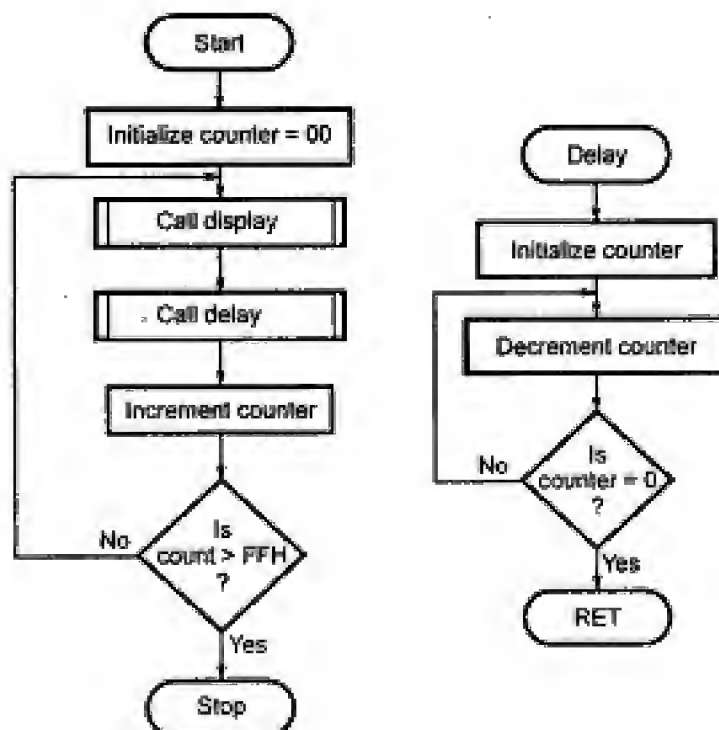 Start
Initialize counter = 00
Call display
Call delay
Increment counter
Is
count > FFH
?
No
Yes
Stop
Delay
Initialize counter
Decrement counter
Is
counter = 0
?
No
Yes
RET